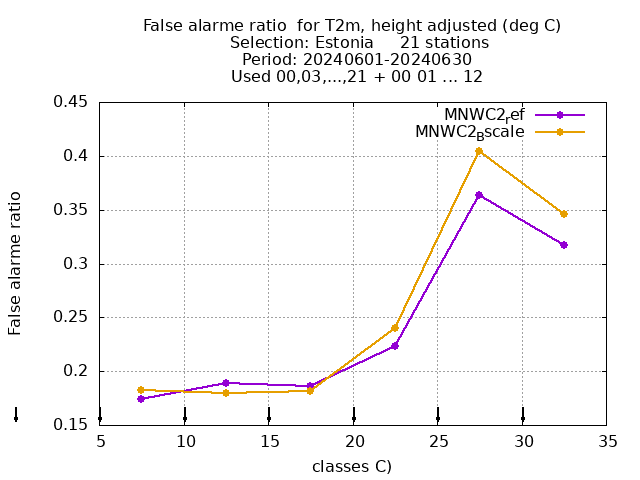 False alarme ratio  for T2m, height adjusted (deg C)
Selection: Estonia     21 stations
Period: 20240601-20240630
Used 00,03,...,21 + 00 01 ... 12
MNWC2_ref
MNWC2_Bscale
0.45
0.4
0.35
0.3
0.25
0.2
0.15
False alarme ratio
5 10 15 20 25 30 35
classes C)